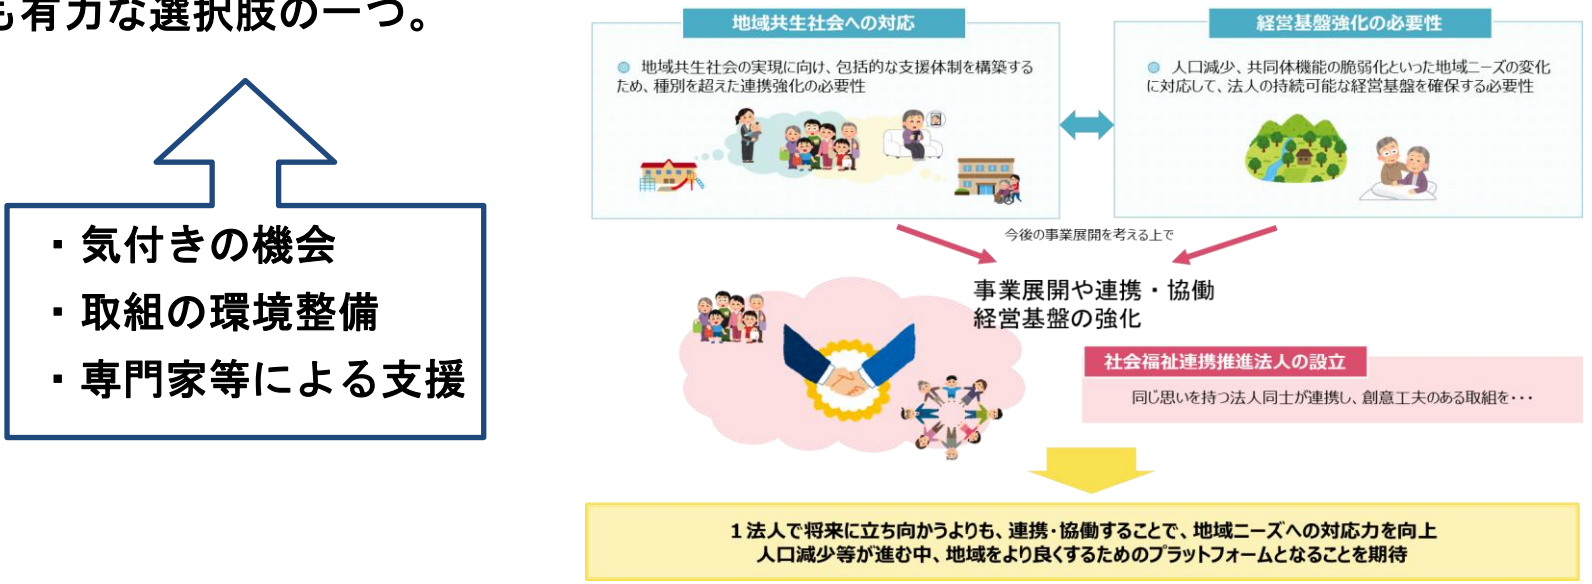 も有力な選択肢の一つ。
・気付きの機会
・取組の環境整備
・専門家等による支援
地域共生社会への対応
地域共生社会の実現に向け、包括的な支援体制を構築する
ため、種別を超えた連携強化の必要性
経営基盤強化の必要性
人口減少、共同体機能の脆弱化といった地域ニーズの変化
に対応して、法人の持続可能な経営基盤を確保する必要性
今後の事業展開を考える上で
事業展開や連携・協働
経営基盤の強化
社会福祉連携推進法人の設立
同じ思いを持つ法人同士が連携し、創意工夫のある取組を・・・
１法人で将来に立ち向かうよりも、連携・協働することで、地域ニーズへの対応力を向上
人口減少等が進む中、地域をより良くするためのプラットフォームとなることを期待